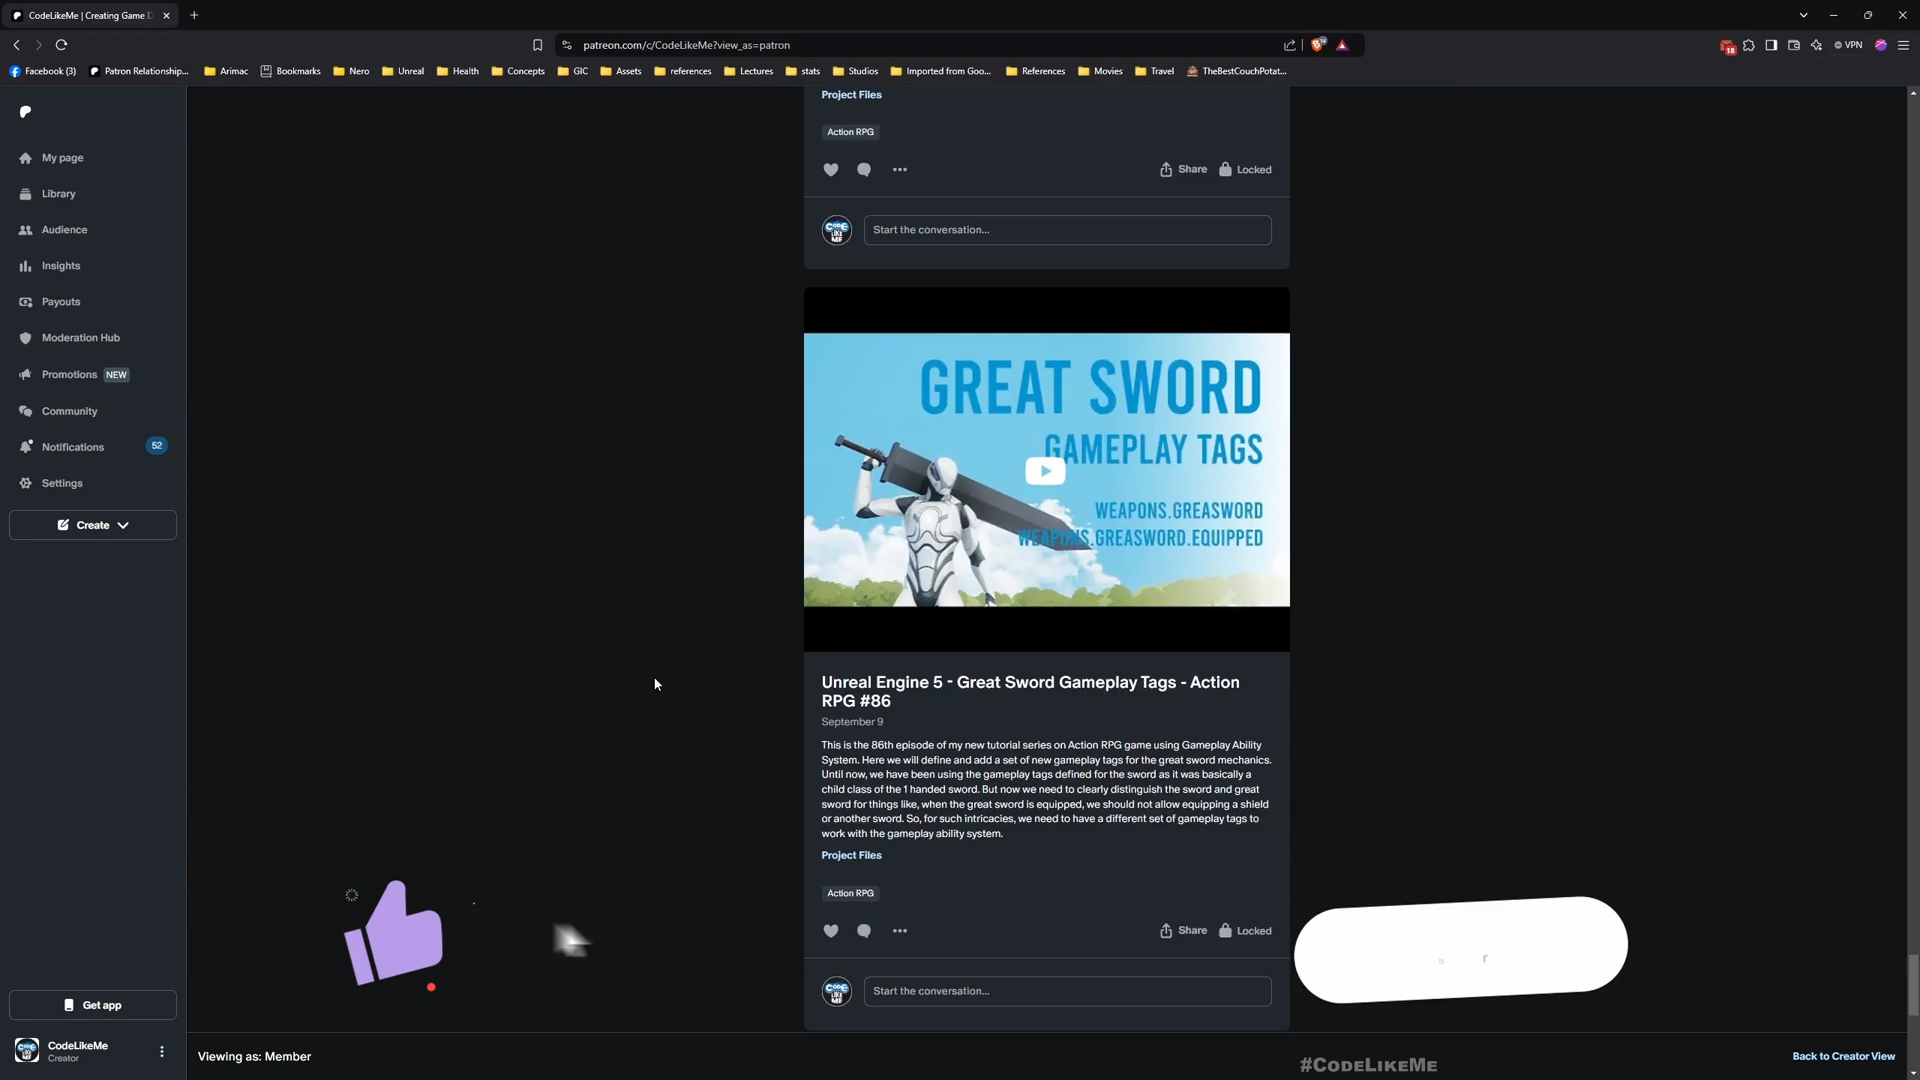 CodeLikeMe | Creating Game D
patreon.com/c/CodeLikeMe?view_as=patron
18
VPN
Facebook (3)
Patron Relationship...
Arimac
Bookmarks
Nero
Unreal
Health
Concepts
GIC
Assets
references
Lectures
stats
Studios
Imported from Goo...
References
Movies
Travel
TheBestCouchPotat...
My page
Library
Audience
Insights
Payouts
Moderation Hub
Promotions NEW
Community
Notifications 52
Settings
Create
Get app
CodeLikeMe
Creator
Project Files
Action RPG
Share Locked
CODE LIKE ME
Start the conversation...
GREAT SWORD
GAMEPLAY TAGS
WEAPONS.GREASWORD
WEAPONS.GREASWORD.EQUIPPED
Unreal Engine 5 - Great Sword Gameplay Tags - Action
RPG #86
September 9
This is the 86th episode of my new tutorial series on Action RPG game using Gameplay Ability
System. Here we will define and add a set of new gameplay tags for the great sword mechanics.
Until now, we have been using the gameplay tags defined for the sword as it was basically a
child class of the 1 handed sword. But now we need to clearly distinguish the sword and great
sword for things like, when the great sword is equipped, we should not allow equipping a shield
or another sword. So, for such intricacies, we need to have a different set of gameplay tags to
work with the gameplay ability system.
Project Files
Action RPG
Share Locked
b r
CODE LIKE ME
Start the conversation...
Viewing as: Member
#CodeLikeMe
Back to Creator View